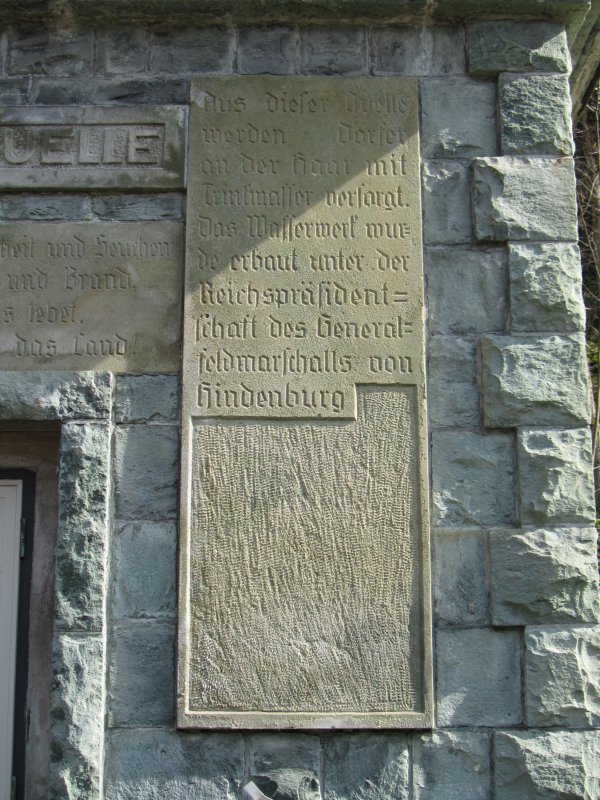 QUELLE
heit und Seuchen
und Brand.
s lebet.
das Land!
Aus dieser Quelle
werden Dörfer
an der Haar mit
Trinkwasser versorgt.
Das Wasserwerk wur-
de erbaut unter der
Reichspräsident=
schaft des General=
feldmarschalls von
Hindenburg